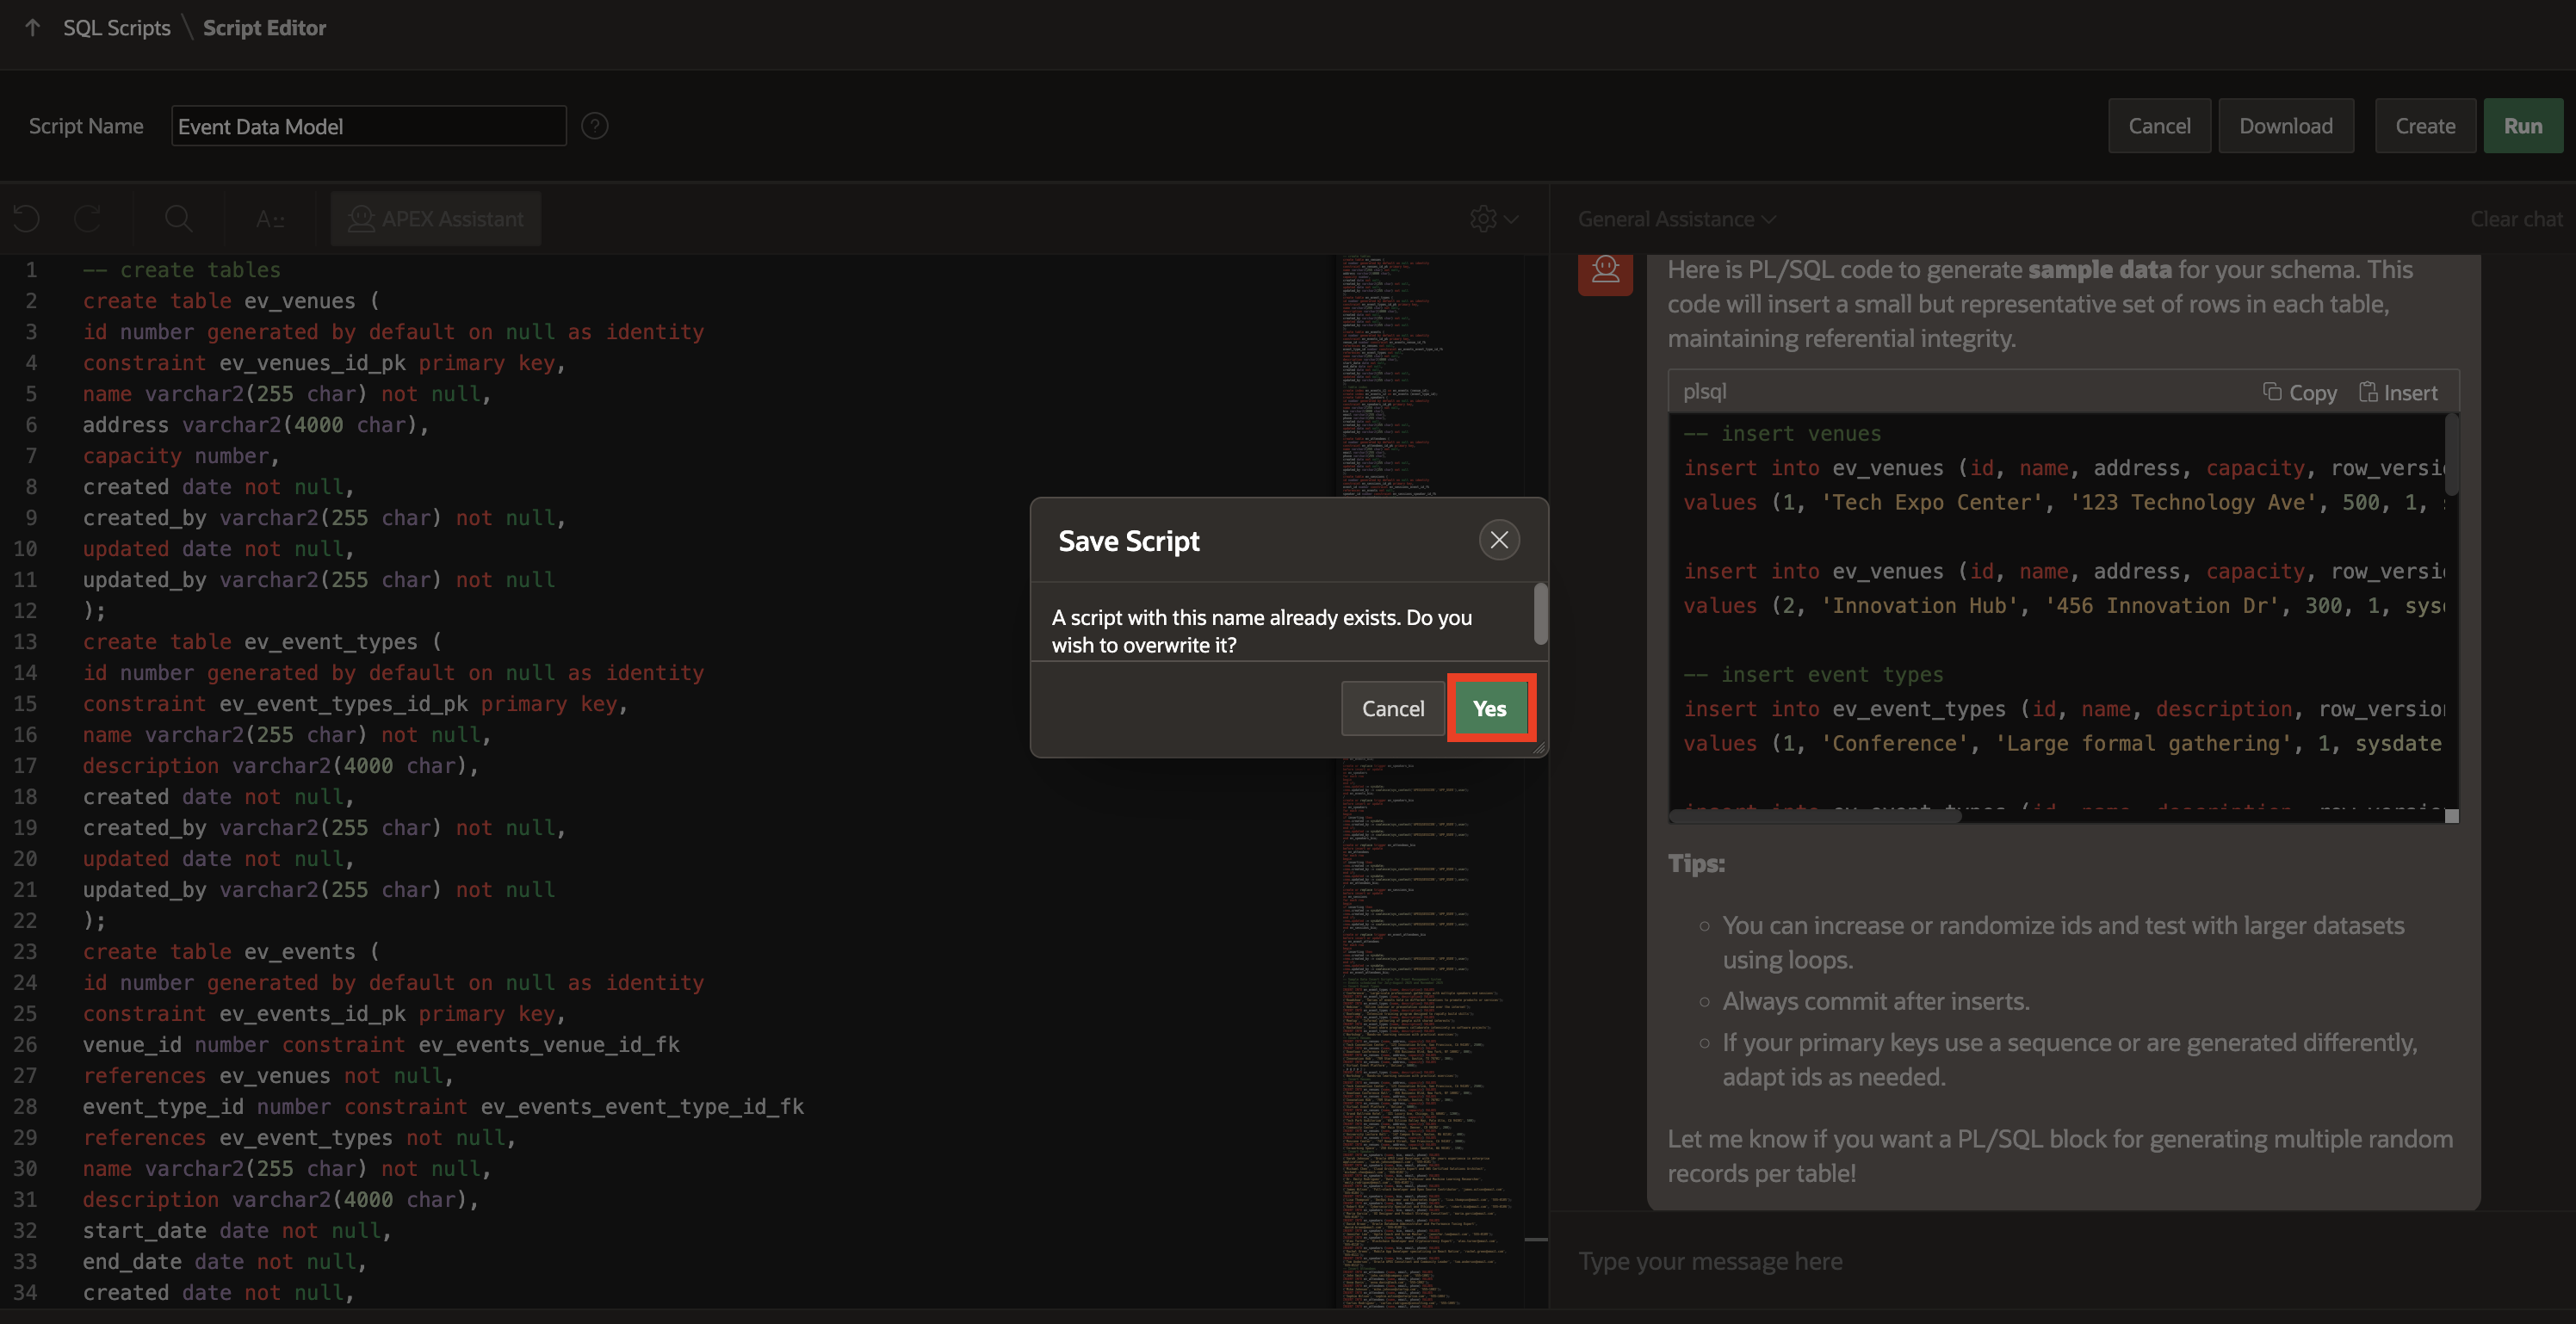 SQL Scripts \ Script Editor
Script Name Event Data Model ? Cancel Download Create Run
APEX Assistant
General Assistance Clear chat
1 -- create tables
2 create table ev_venues (
3 id number generated by default on null as identity
4 constraint ev_venues_id_pk primary key,
5 name varchar2(255 char) not null,
6 address varchar2(4000 char),
7 capacity number,
8 created date not null,
9 created_by varchar2(255 char) not null,
10 updated date not null,
11 updated_by varchar2(255 char) not null
12 );
13 create table ev_event_types (
14 id number generated by default on null as identity
15 constraint ev_event_types_id_pk primary key,
16 name varchar2(255 char) not null,
17 description varchar2(4000 char),
18 created date not null,
19 created_by varchar2(255 char) not null,
20 updated date not null,
21 updated_by varchar2(255 char) not null
22 );
23 create table ev_events (
24 id number generated by default on null as identity
25 constraint ev_events_id_pk primary key,
26 venue_id number constraint ev_events_venue_id_fk
27 references ev_venues not null,
28 event_type_id number constraint ev_events_event_type_id_fk
29 references ev_event_types not null,
30 name varchar2(255 char) not null,
31 description varchar2(4000 char),
32 start_date date not null,
33 end_date date not null,
34 created date not null,
Save Script
A script with this name already exists. Do you
wish to overwrite it?
Cancel Yes
Here is PL/SQL code to generate sample data for your schema. This
code will insert a small but representative set of rows in each table,
maintaining referential integrity.
plsql Copy Insert
-- insert venues
insert into ev_venues (id, name, address, capacity, row_versi
values (1, 'Tech Expo Center', '123 Technology Ave', 500, 1,
insert into ev_venues (id, name, address, capacity, row_versi
values (2, 'Innovation Hub', '456 Innovation Dr', 300, 1, sys
-- insert event types
insert into ev_event_types (id, name, description, row_version
values (1, 'Conference', 'Large formal gathering', 1, sysdate
insert into ev_event_types (id, name, description, row_version
Tips:
You can increase or randomize ids and test with larger datasets
using loops.
Always commit after inserts.
If your primary keys use a sequence or are generated differently,
adapt ids as needed.
Let me know if you want a PL/SQL block for generating multiple random
records per table!
Type your message here